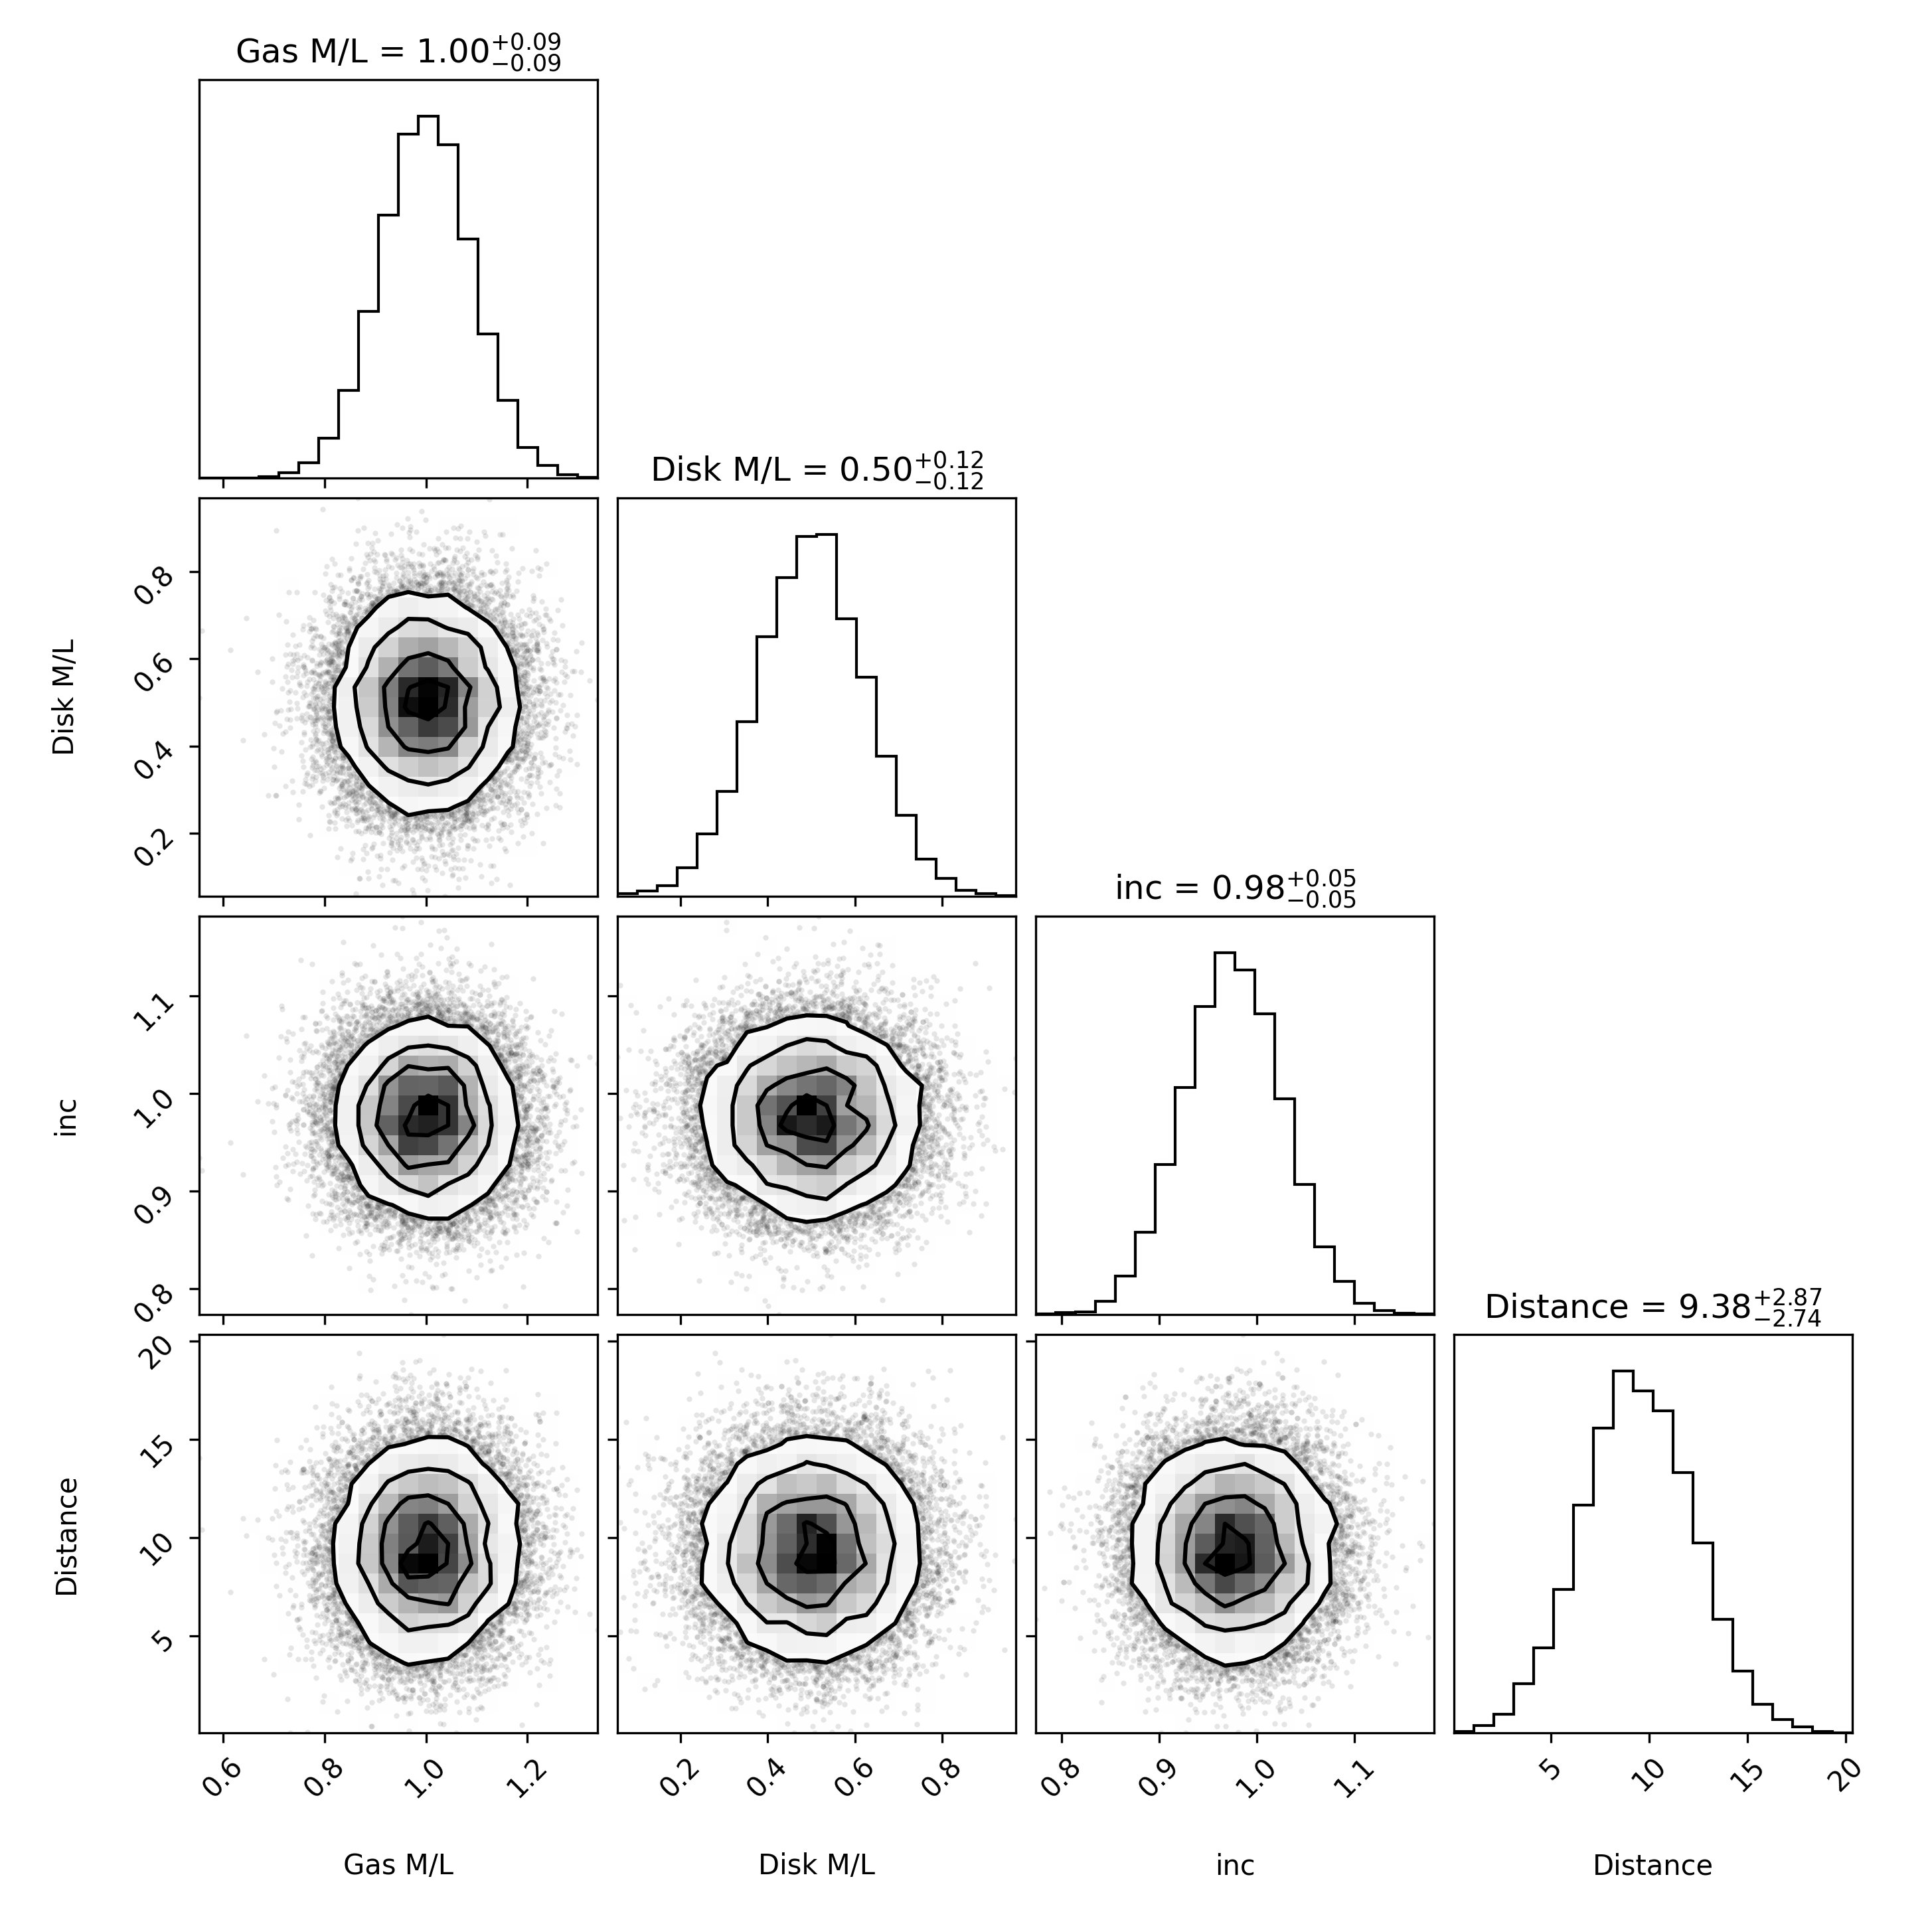 Gas M/L = 1.00+0.09 −0.09
Disk M/L = 0.50+0.12 −0.12
0.8
0.6
0.4
0.2
Disk M/L
inc = 0.98+0.05 −0.05
1.1
1.0
0.9
0.8
inc
Distance = 9.38+2.87 −2.74
20
15
10
5
Distance
0.6 0.8 1.0 1.2 0.2 0.4 0.6 0.8 0.8 0.9 1.0 1.1 5 10 15 20
Gas M/L Disk M/L inc Distance